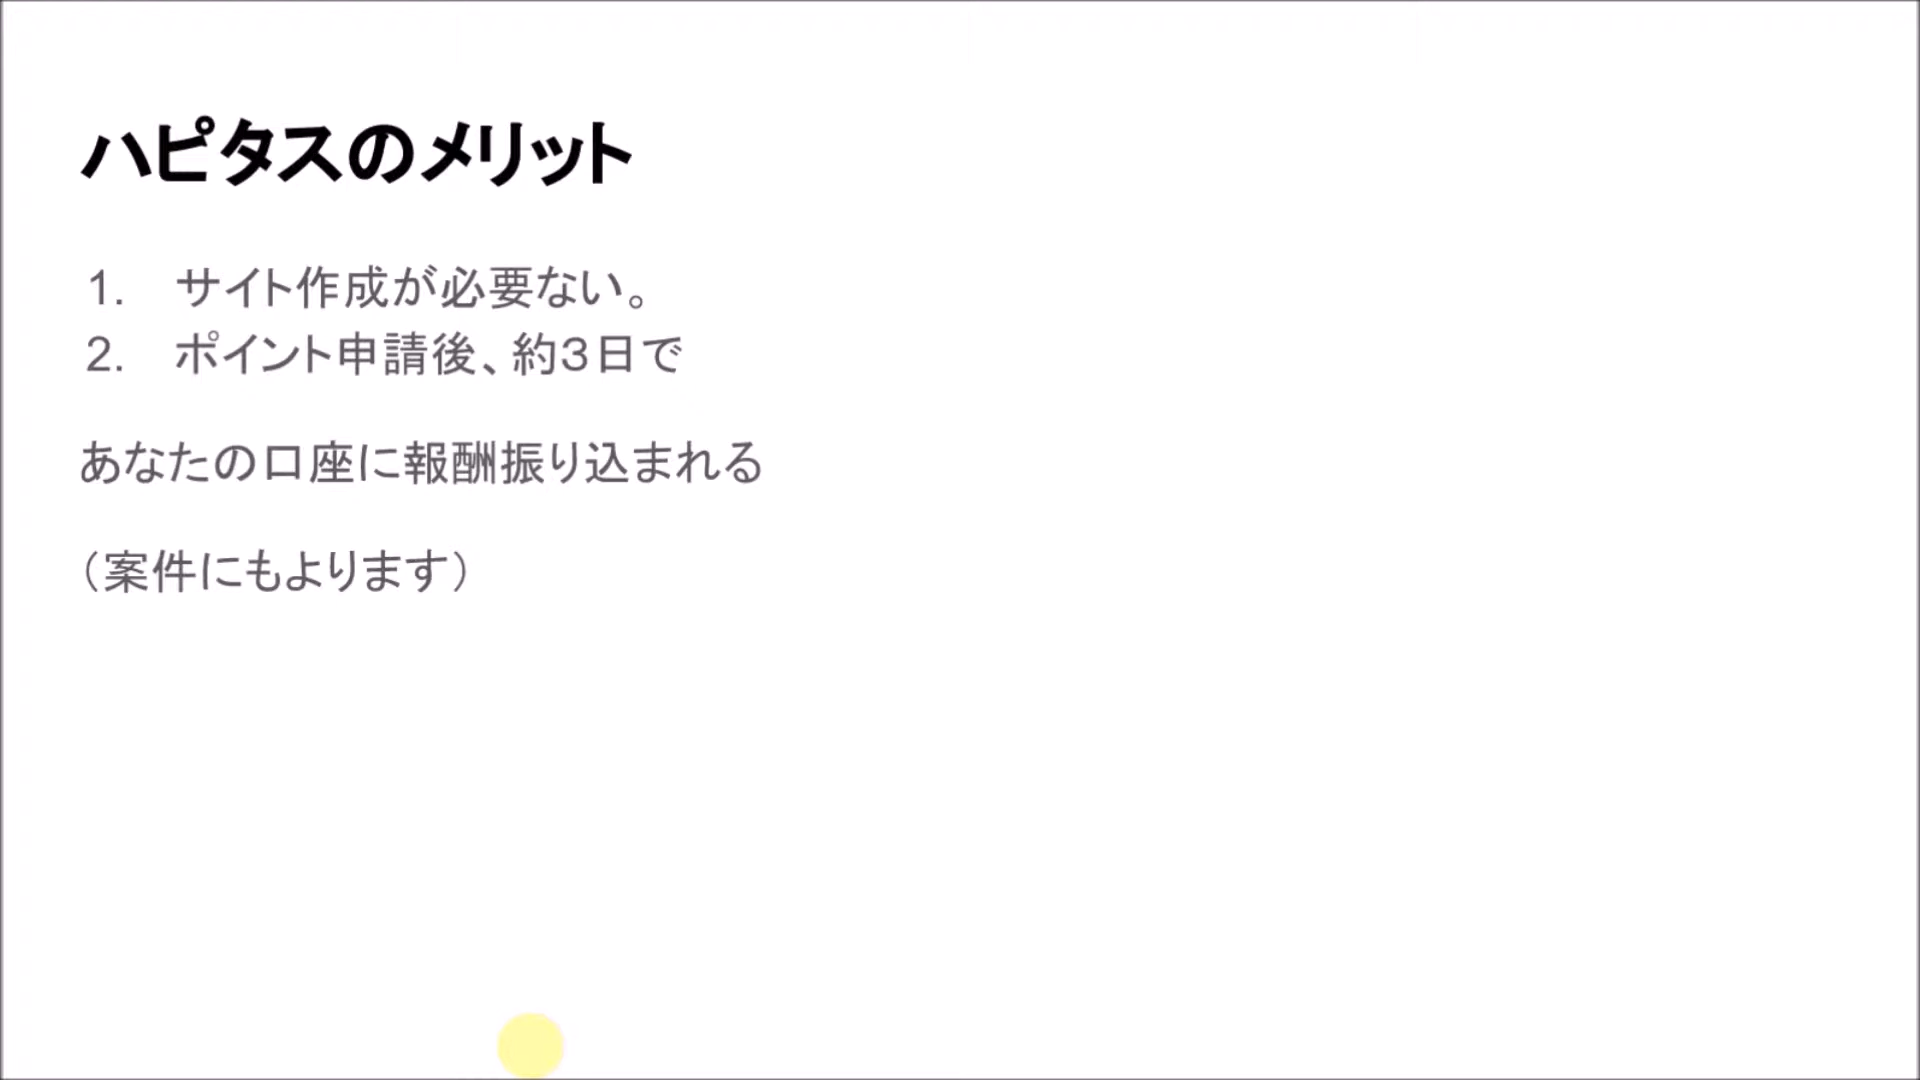 ハピタスのメリット
1. サイト作成が必要ない。
2. ポイント申請後、約３日で
あなたの口座に報酬振り込まれる
（案件にもよります）